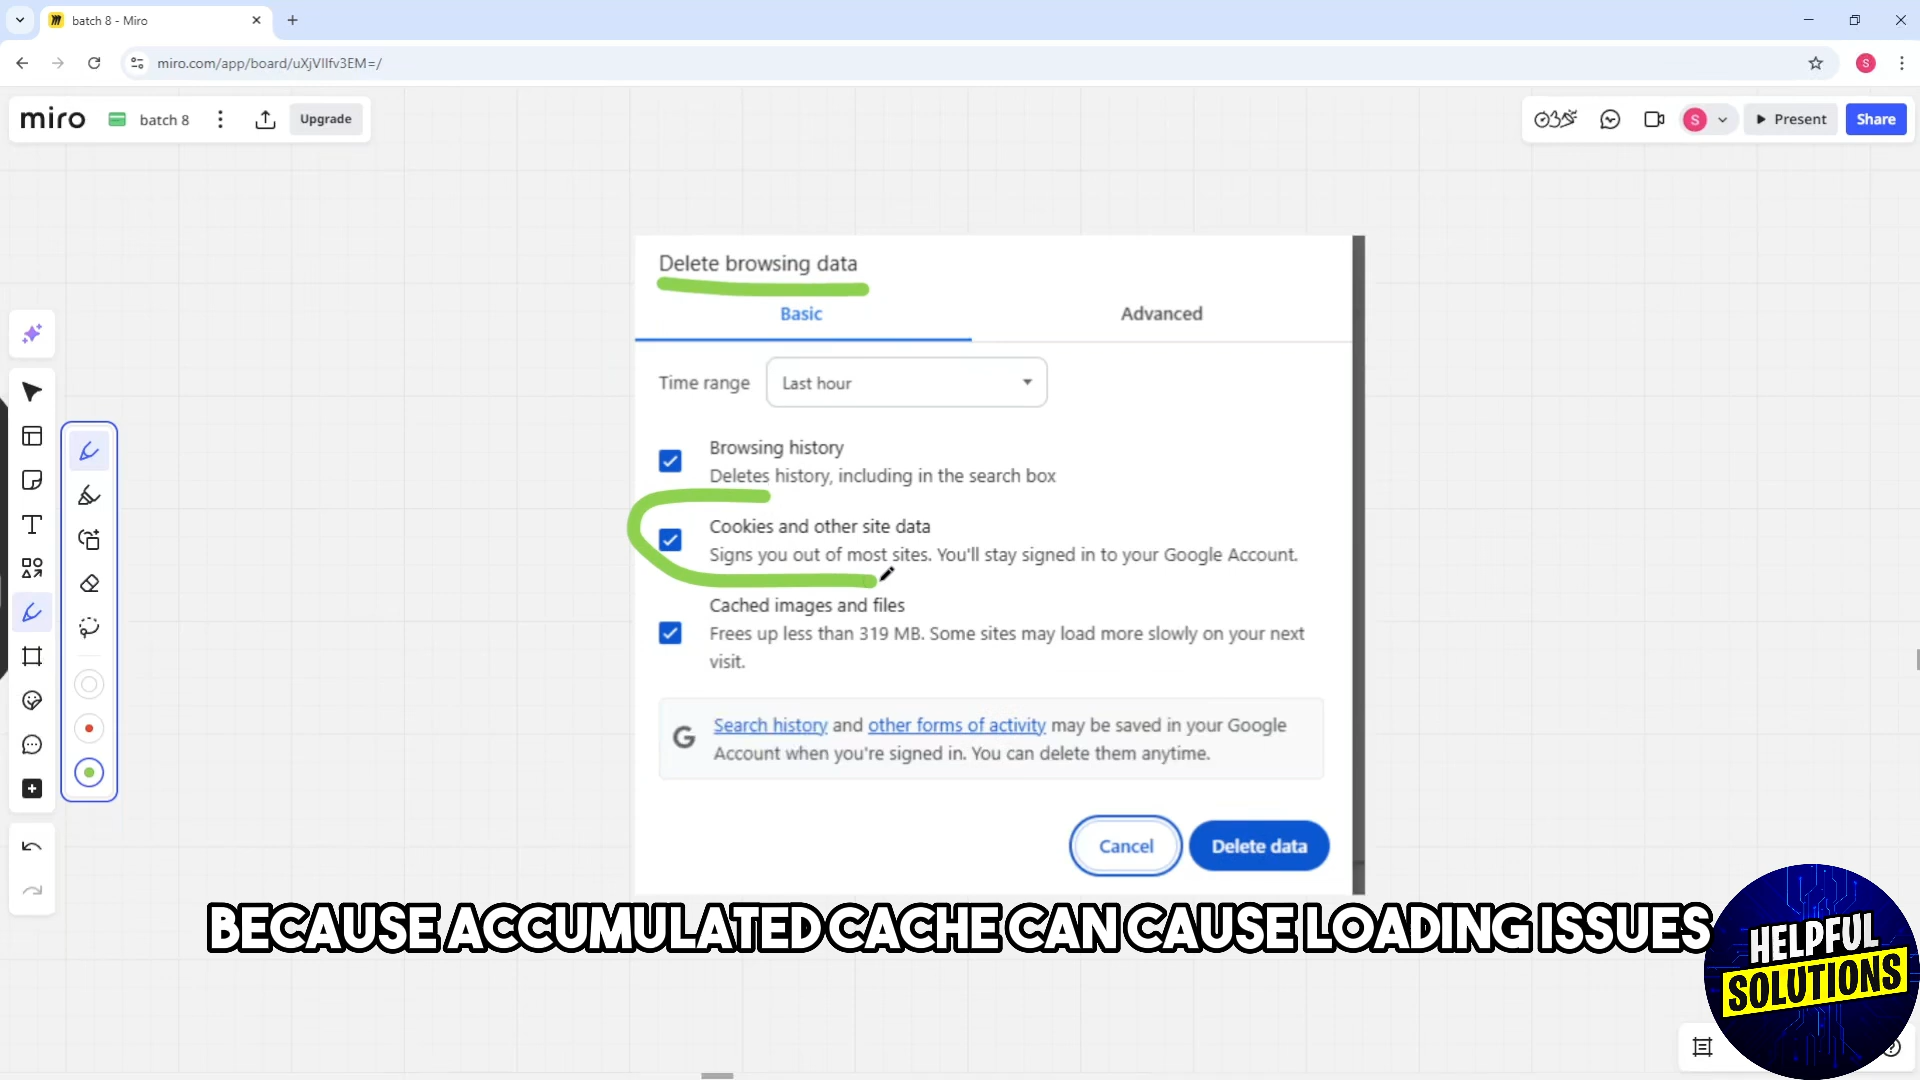 batch 8 - Miro
miro.com/app/board/uXjVIIfv3EM=/
S
miro
batch 8
Upgrade
S
Present
Share
Delete browsing data
Basic
Advanced
Time range
Last hour
Browsing history
Deletes history, including in the search box
Cookies and other site data
Signs you out of most sites. You'll stay signed in to your Google Account.
Cached images and files
Frees up less than 319 MB. Some sites may load more slowly on your next
visit.
G
Search history and other forms of activity may be saved in your Google
Account when you're signed in. You can delete them anytime.
Cancel
Delete data
BECAUSE ACCUMULATED CACHE CAN CAUSE LOADING ISSUES
HELPFUL
SOLUTIONS